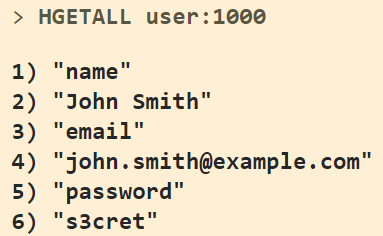 > HGETALL user:1000
1) "name"
2) "John Smith"
3) "email"
4) "john.smith@example.com"
5) "password"
6) "s3cret"